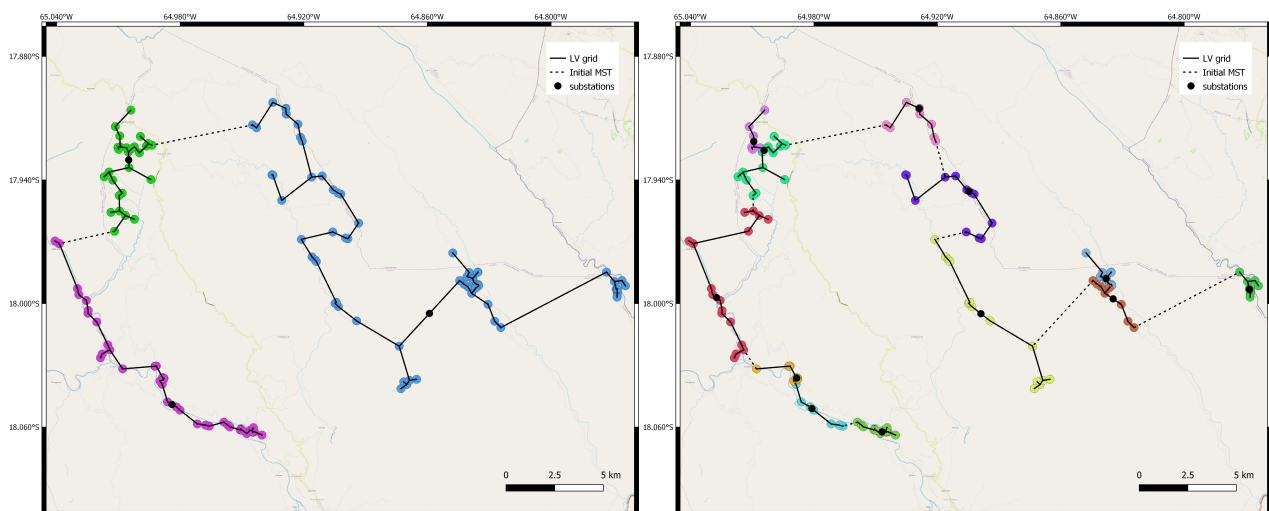 65.040°W 64.980°W 64.920°W 64.860°W 64.800°W
17.880°S
17.940°S
18.000°S
18.060°S
LV grid
Initial MST
substations
0 2.5 5 km
65.040°W 64.980°W 64.920°W 64.860°W 64.800°W
17.880°S
17.940°S
18.000°S
18.060°S
LV grid
Initial MST
substations
0 2.5 5 km